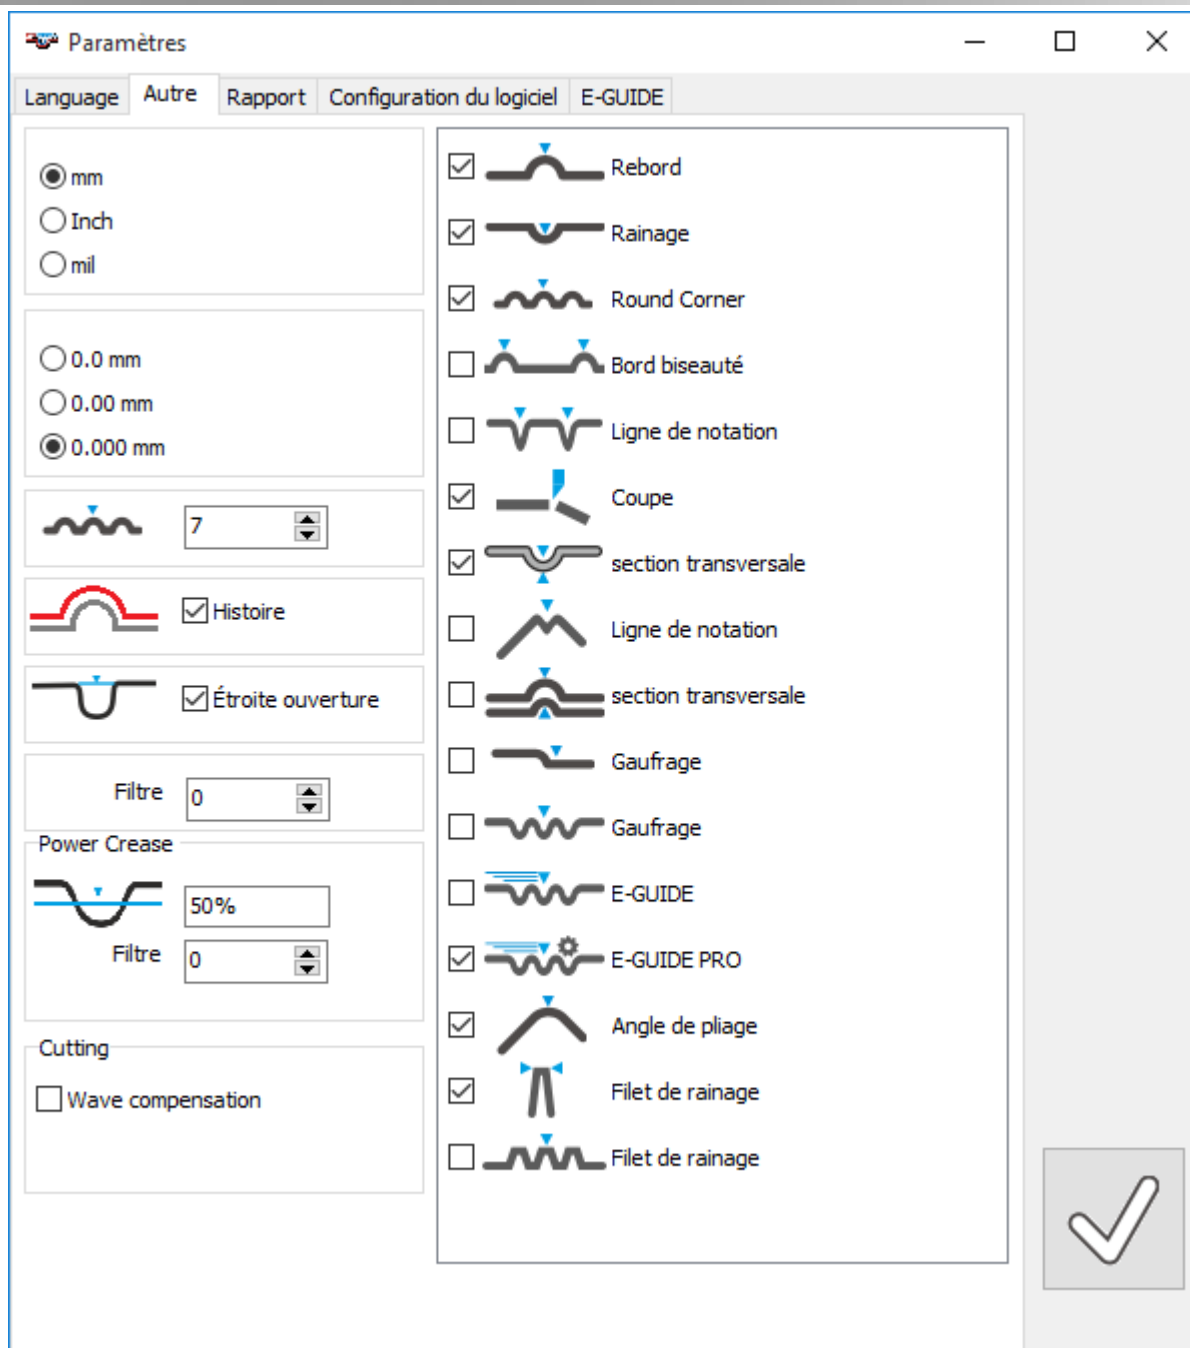 Paramètres
Language Autre Rapport Configuration du logiciel E-GUIDE
mm
Inch
mil
0.0 mm
0.00 mm
0.000 mm
7
Histoire
Étroite ouverture
Filtre 0
Power Crease
50%
Filtre 0
Cutting
Wave compensation
Rebord
Rainage
Round Corner
Bord biseauté
Ligne de notation
Coupe
section transversale
Ligne de notation
section transversale
Gaufrage
Gaufrage
E-GUIDE
E-GUIDE PRO
Angle de pliage
Filet de rainage
Filet de rainage